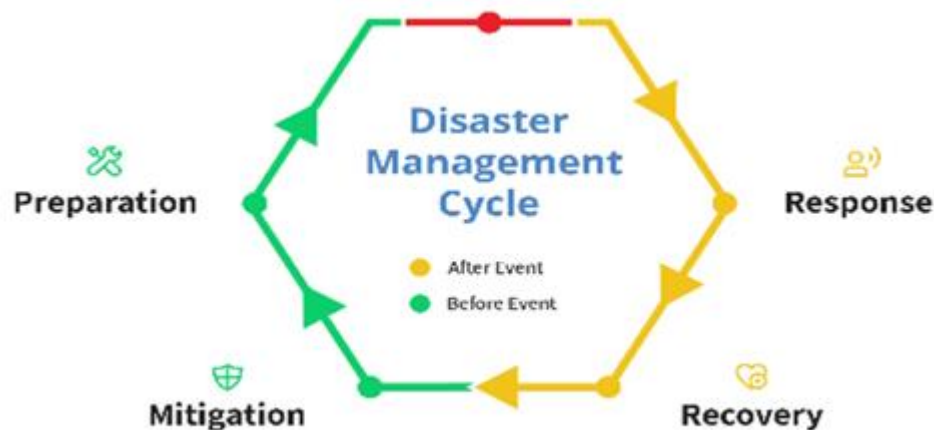 Disaster
Management
Cycle
Preparation
Response
After Event
Before Event
Mitigation
Recovery